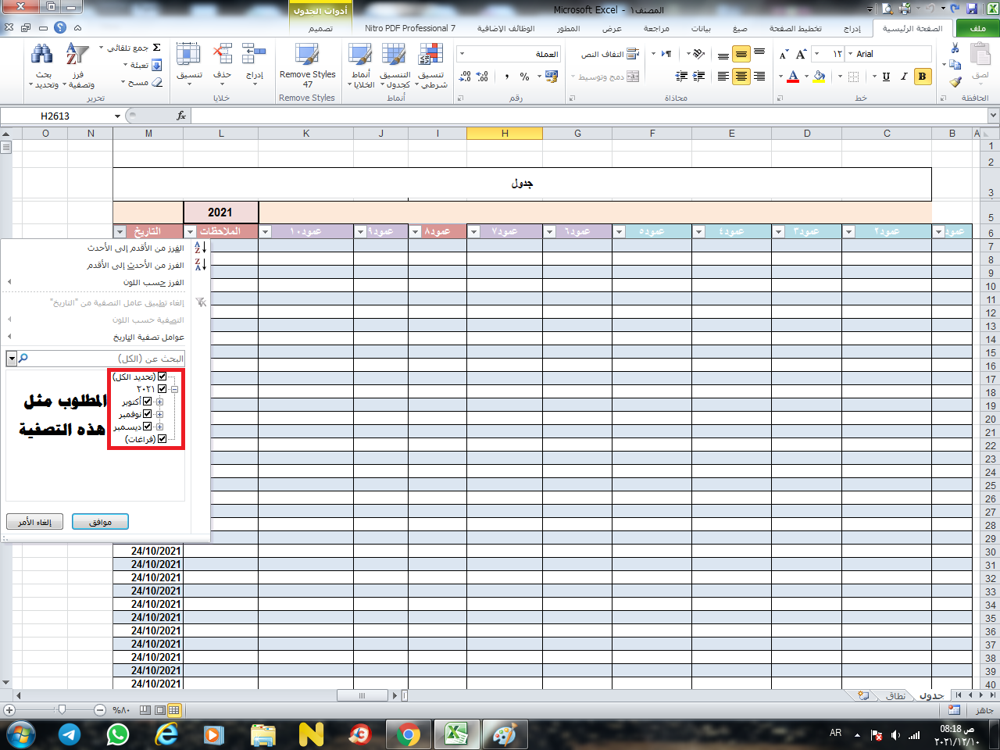 المصنف١ - Microsoft Excel
أدوات الجدول
ملف
الصفحة الرئيسية
إدراج
تخطيط الصفحة
صيغ
بيانات
مراجعة
عرض
المطور
الوظائف الإضافية
Nitro PDF Professional 7
تصميم
لصق
الحافظة
Arial
١٢
B I U
خط
التفاف النص
دمج وتوسيط
محاذاة
العملة
رقم
تنسيق شرطي
التنسيق كجدول
أنماط الخلايا
أنماط
Remove Styles 47
Remove Styles
إدراج
حذف
تنسيق
خلايا
جمع تلقائي
تعبئة
مسح
فرز وتصفية
بحث وتحديد
تحرير
H2613
fx
A B C D E F G H I J K L M N O
1
2
3
جدول
5
2021
6
عمود
عمود٢
عمود٣
عمود٤
عمود٥
عمود٦
عمود٧
عمود٨
عمود٩
عمود١٠
الملاحظات
التاريخ
7
8
9
10
11
12
13
14
15
16
17
18
19
20
21
22
23
24
25
26
27
28
29
الفرز من الأقدم إلى الأحدث
الفرز من الأحدث إلى الأقدم
الفرز حسب اللون
إلغاء تطبيق عامل التصفية من "التاريخ"
التصفية حسب اللون
عوامل تصفية التاريخ
البحث عن (الكل)
(تحديد الكل)
٢٠٢١
أكتوبر
نوفمبر
ديسمبر
(فراغات)
المطلوب مثل
هذه التصفية
موافق
إلغاء الأمر
30 24/10/2021
31 24/10/2021
32 24/10/2021
33 24/10/2021
34 24/10/2021
35 24/10/2021
36 24/10/2021
37 24/10/2021
38 24/10/2021
39 24/10/2021
40 24/10/2021
جدول
نطاق
جاهز
٨٠%
AR
08:18 ص
٢٠٢١/١٢/١٠